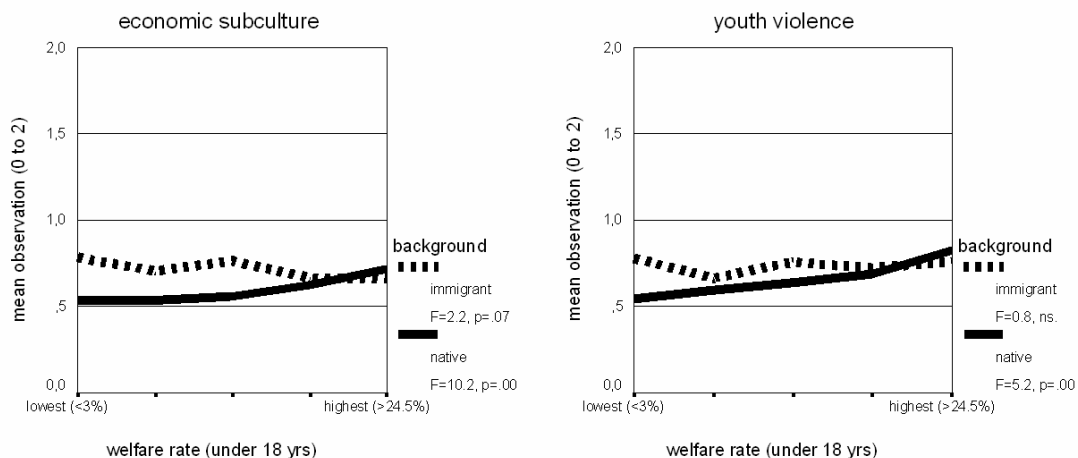 economic subculture
2,0
1,5
1,0
,5
0,0
mean observation (0 to 2)
lowest (<3%)
highest (>24.5%)
welfare rate (under 18 yrs)
background
immigrant
F=2.2, p=.07
native
F=10.2, p=.00
youth violence
2,0
1,5
1,0
,5
0,0
mean observation (0 to 2)
lowest (<3%)
highest (>24.5%)
welfare rate (under 18 yrs)
background
immigrant
F=0.8, ns.
native
F=5.2, p=.00